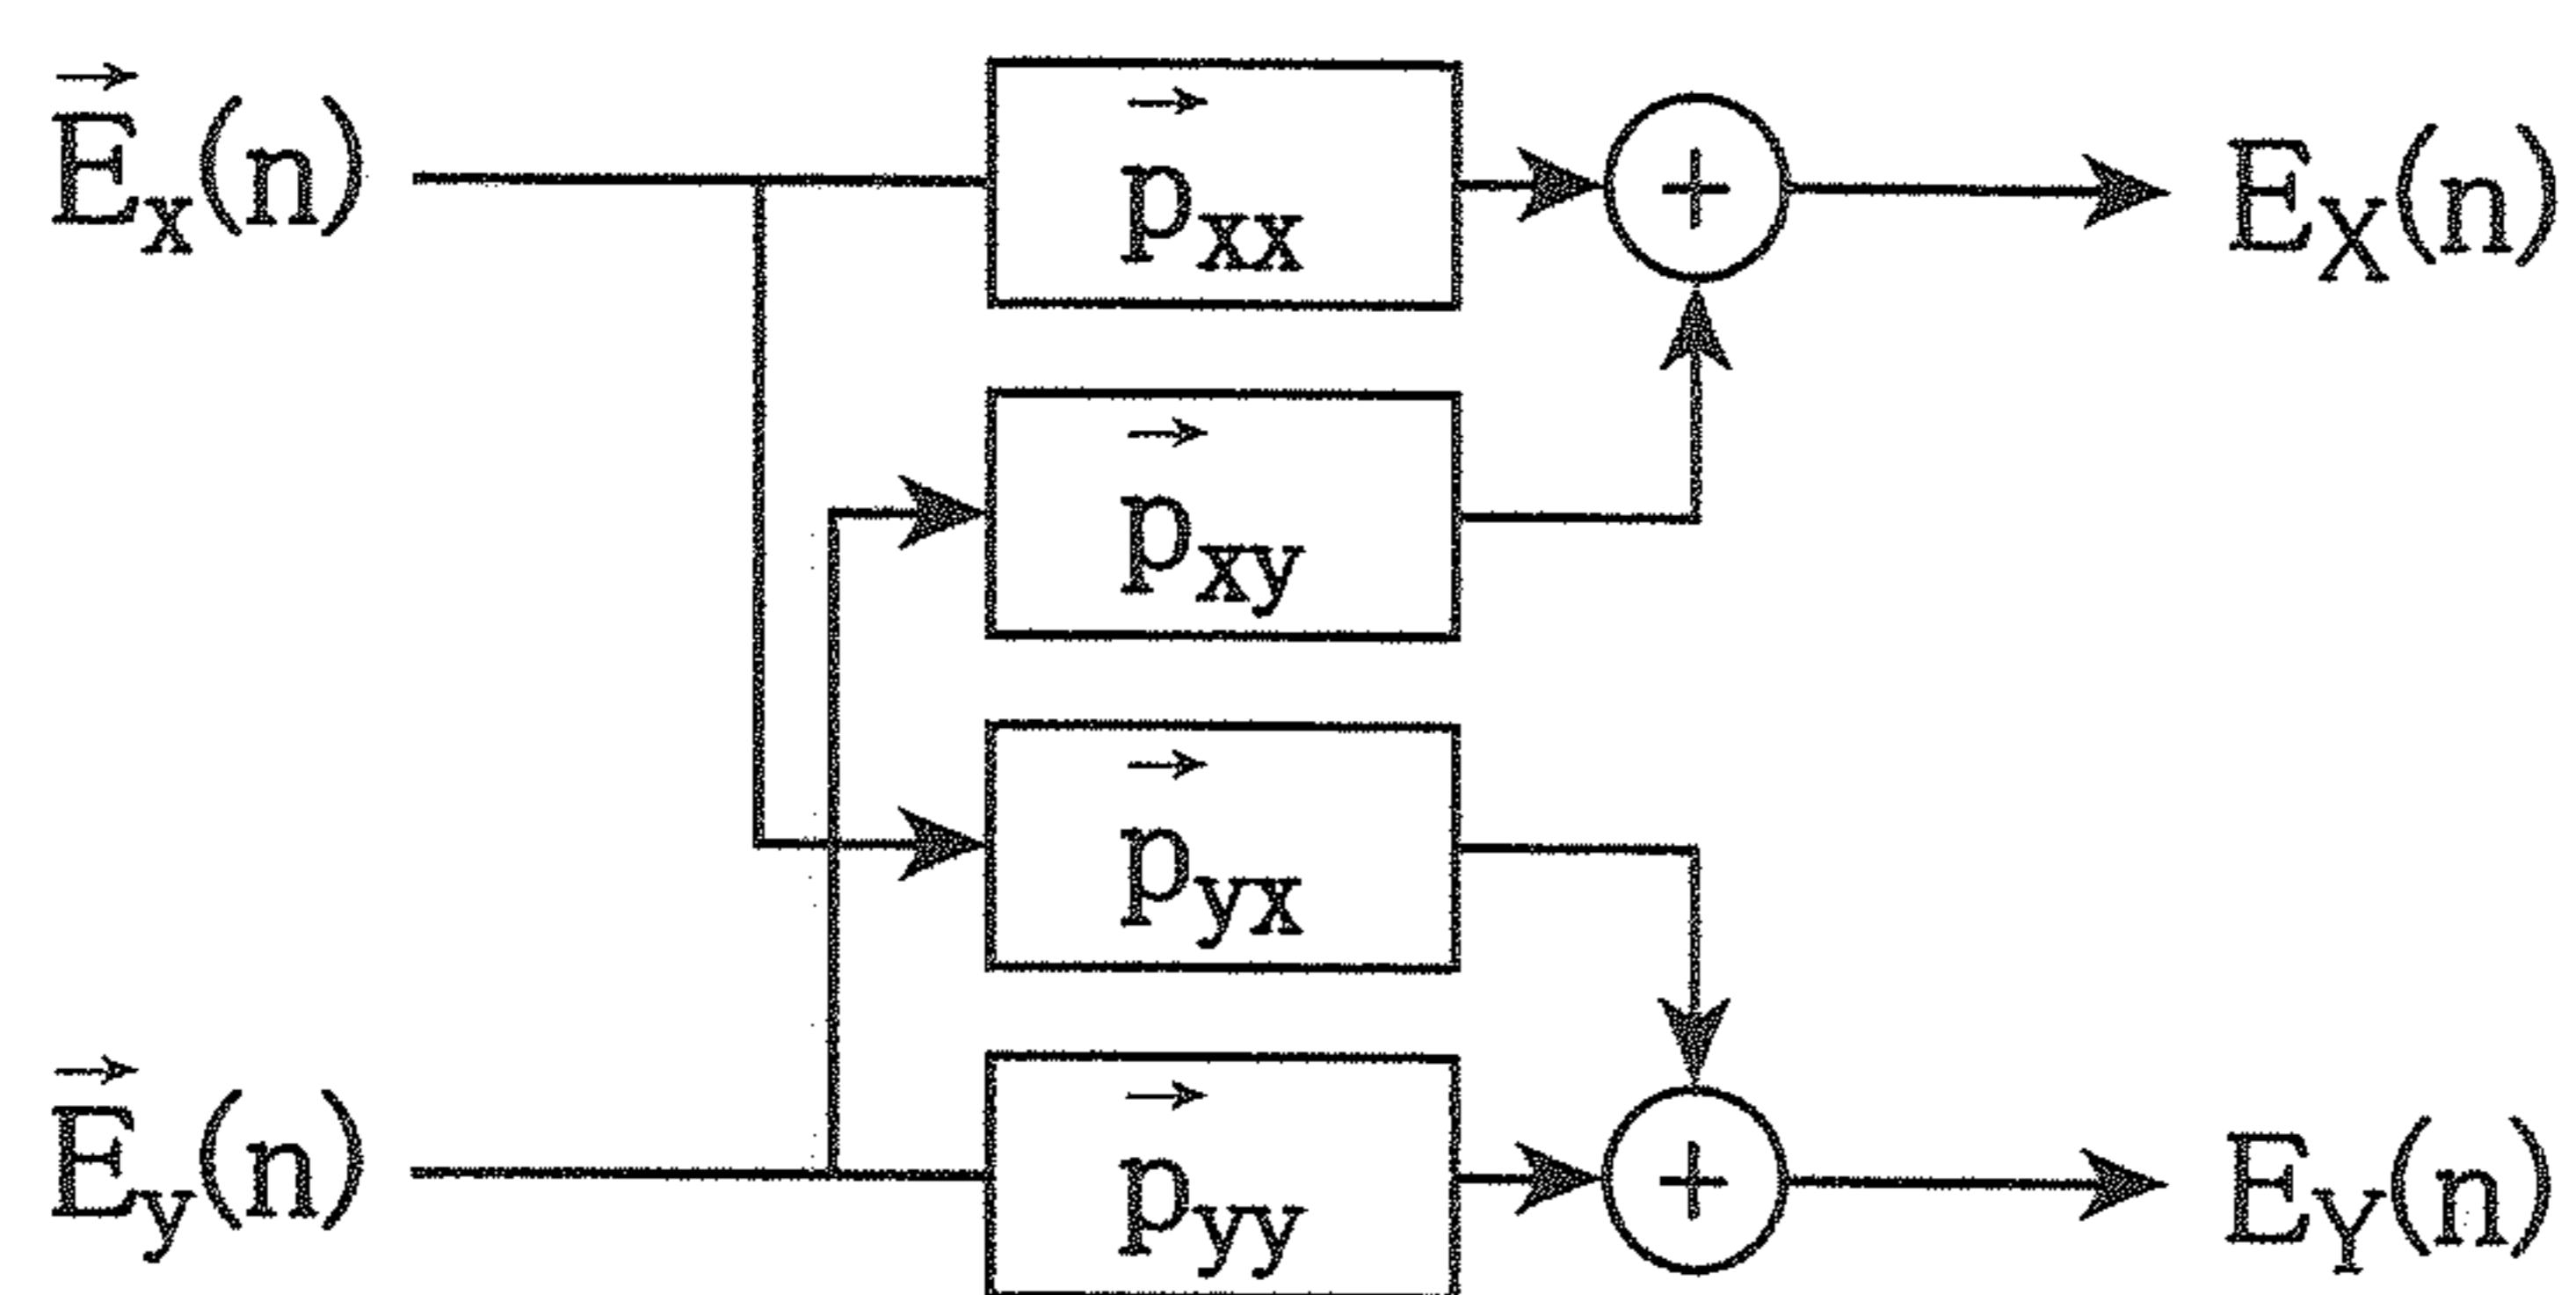 E⃗x(n) p⃗xx + EX(n)
p⃗xy
p⃗yx
E⃗y(n) p⃗yy + EY(n)